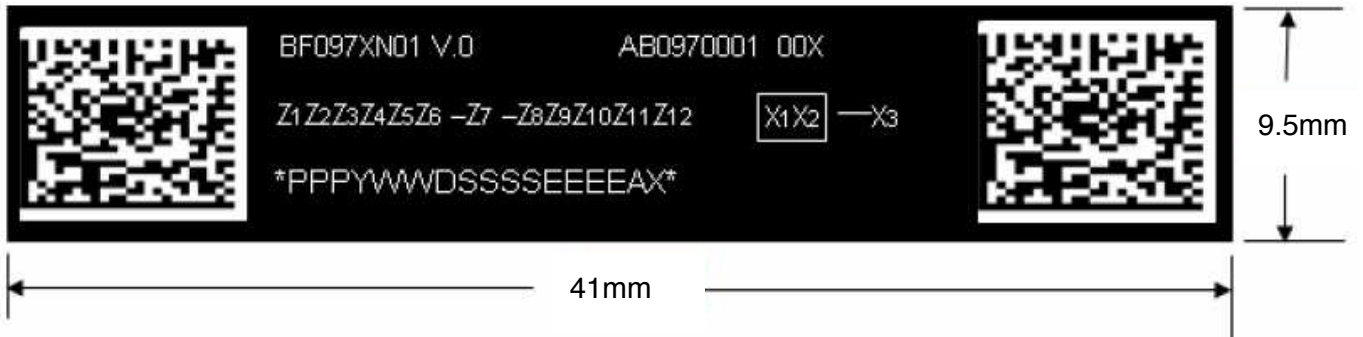 BF097XN01 V.0 AB0970001 00X
Z1Z2Z3Z4Z5Z6 –Z7 –Z8Z9Z10Z11Z12 X1X2 —X3
*PPPYWWDSSSSEEEEAX*
9.5mm
41mm